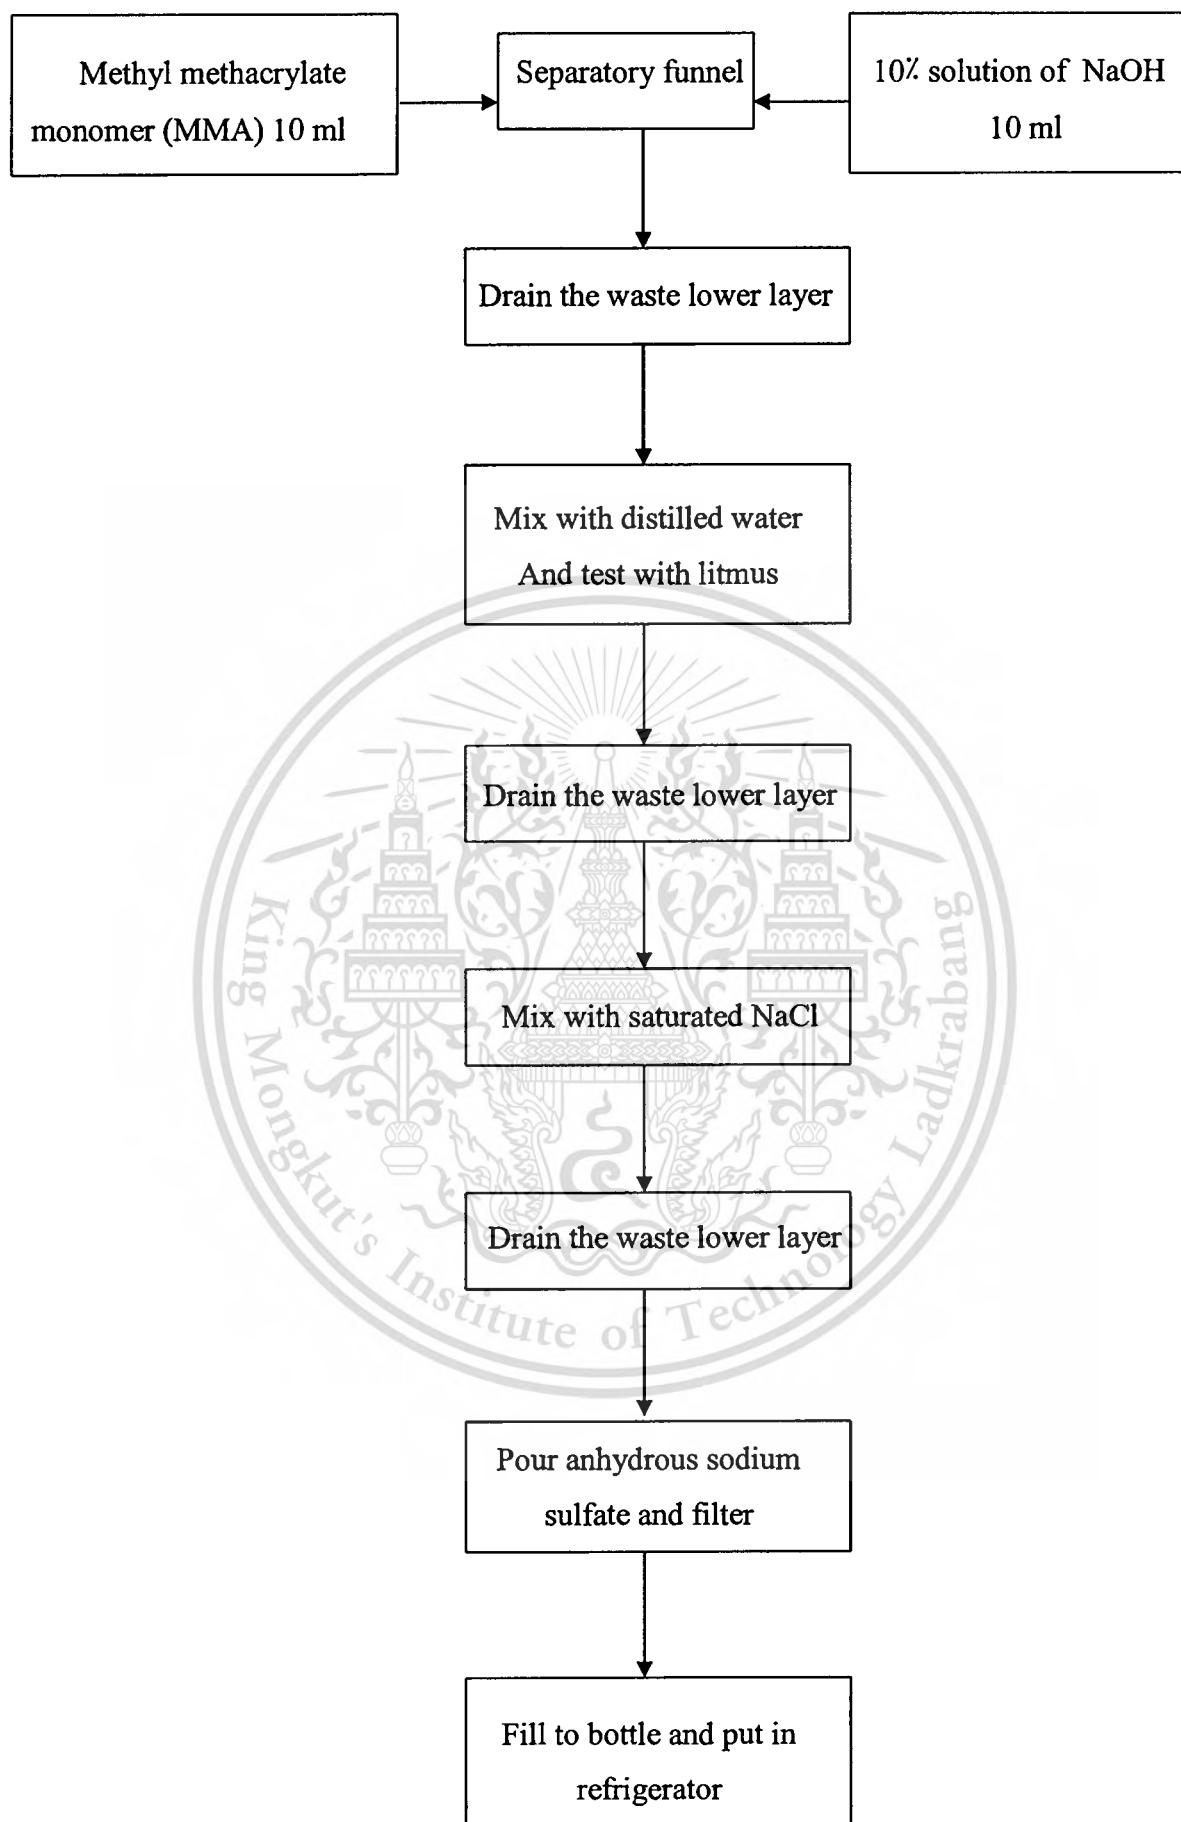 Methyl methacrylate
monomer (MMA) 10 ml
Separatory funnel
10% solution of NaOH
10 ml
Drain the waste lower layer
Mix with distilled water
And test with litmus
Drain the waste lower layer
Mix with saturated NaCl
Drain the waste lower layer
Pour anhydrous sodium
sulfate and filter
Fill to bottle and put in
refrigerator
King Mongkut's Institute of Technology Ladkrabang